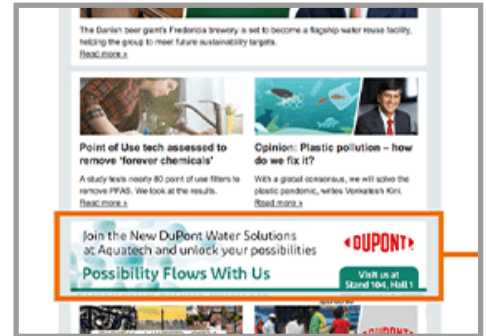 The Danish beer giant's Fredericia brewery is set to become a flagship water reuse facility,
helping the group to meet future sustainability targets.
Read more »
Point of Use tech assessed to
remove 'forever chemicals'
A study tests nearly 80 point of use filters to
remove PFAS. We look at the results.
Read more »
Opinion: Plastic pollution – how
do we fix it?
With a global consensus, we will solve the
plastic pandemic, writes Venkatesh Kini.
Read more »
Join the New DuPont Water Solutions
at Aquatech and unlock your possibilities
Possibility Flows With Us
DUPONT
Visit us at
Stand 104, Hall 1